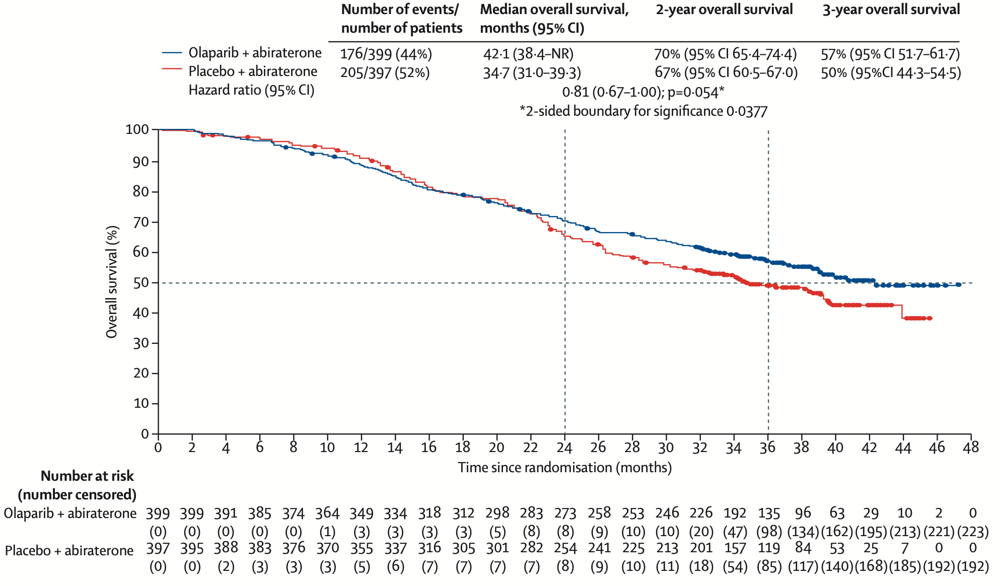 Number of events/ Median overall survival, 2-year overall survival 3-year overall survival
number of patients months (95% CI)
Olaparib + abiraterone 176/399 (44%) 42·1 (38·4–NR) 70% (95% CI 65·4–74·4) 57% (95% CI 51·7–61·7)
Placebo + abiraterone 205/397 (52%) 34·7 (31·0–39·3) 67% (95% CI 60·5–67·0) 50% (95%CI 44·3–54·5)
Hazard ratio (95% CI) 0·81 (0·67–1·00); p=0·054*
*2-sided boundary for significance 0·0377
100
90
80
70
60
50
40
30
20
10
0
Overall survival (%)
0 2 4 6 8 10 12 14 16 18 20 22 24 26 28 30 32 34 36 38 40 42 44 46 48
Time since randomisation (months)
Number at risk
(number censored)
Olaparib + abiraterone 399 399 391 385 374 364 349 334 318 312 298 283 273 258 253 246 226 192 135 96 63 29 10 2 0
(0) (0) (0) (0) (0) (1) (3) (3) (3) (3) (5) (8) (8) (9) (10) (10) (20) (47) (98) (134) (162) (195) (213) (221) (223)
Placebo + abiraterone 397 395 388 383 376 370 355 337 316 305 301 282 254 241 225 213 201 157 119 84 53 25 7 0 0
(0) (0) (2) (3) (3) (3) (5) (6) (7) (7) (7) (7) (8) (9) (10) (11) (18) (54) (85) (117) (140) (168) (185) (192) (192)